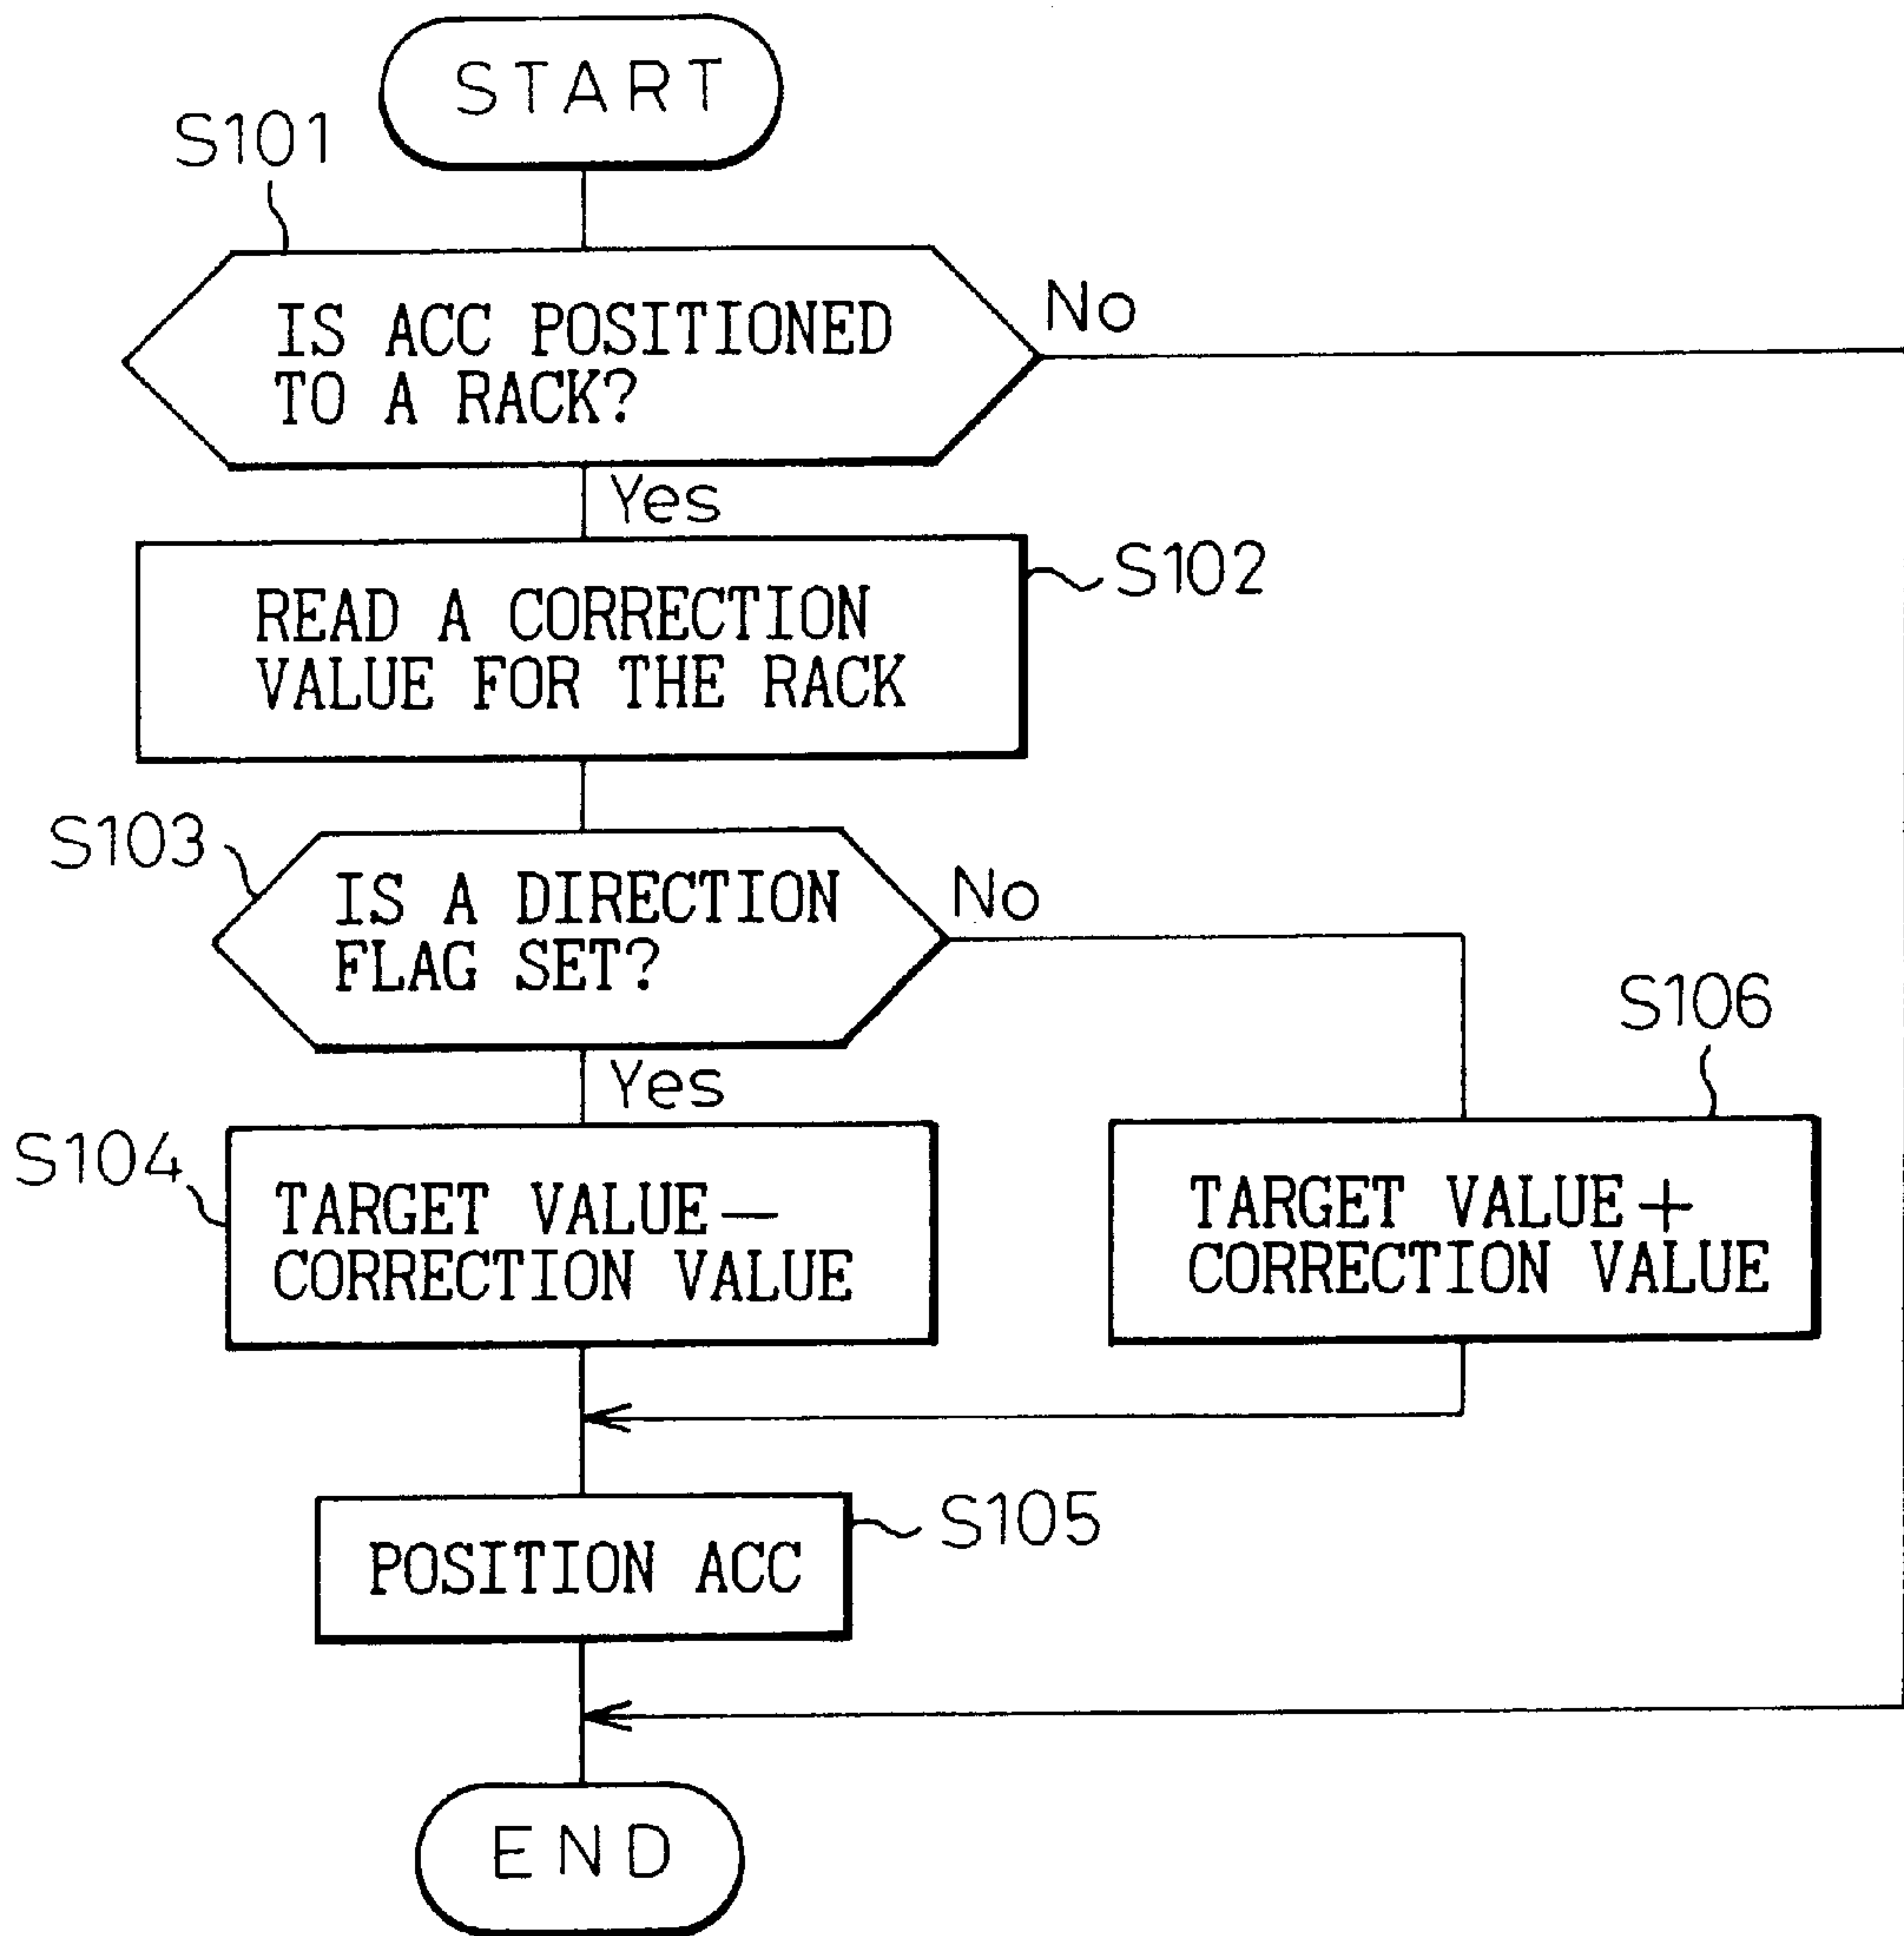 START
S101
IS ACC POSITIONED
TO A RACK?
No
Yes
READ A CORRECTION
VALUE FOR THE RACK
S102
S103
IS A DIRECTION
FLAG SET?
No
Yes
S104
TARGET VALUE —
CORRECTION VALUE
S106
TARGET VALUE +
CORRECTION VALUE
POSITION ACC
S105
END